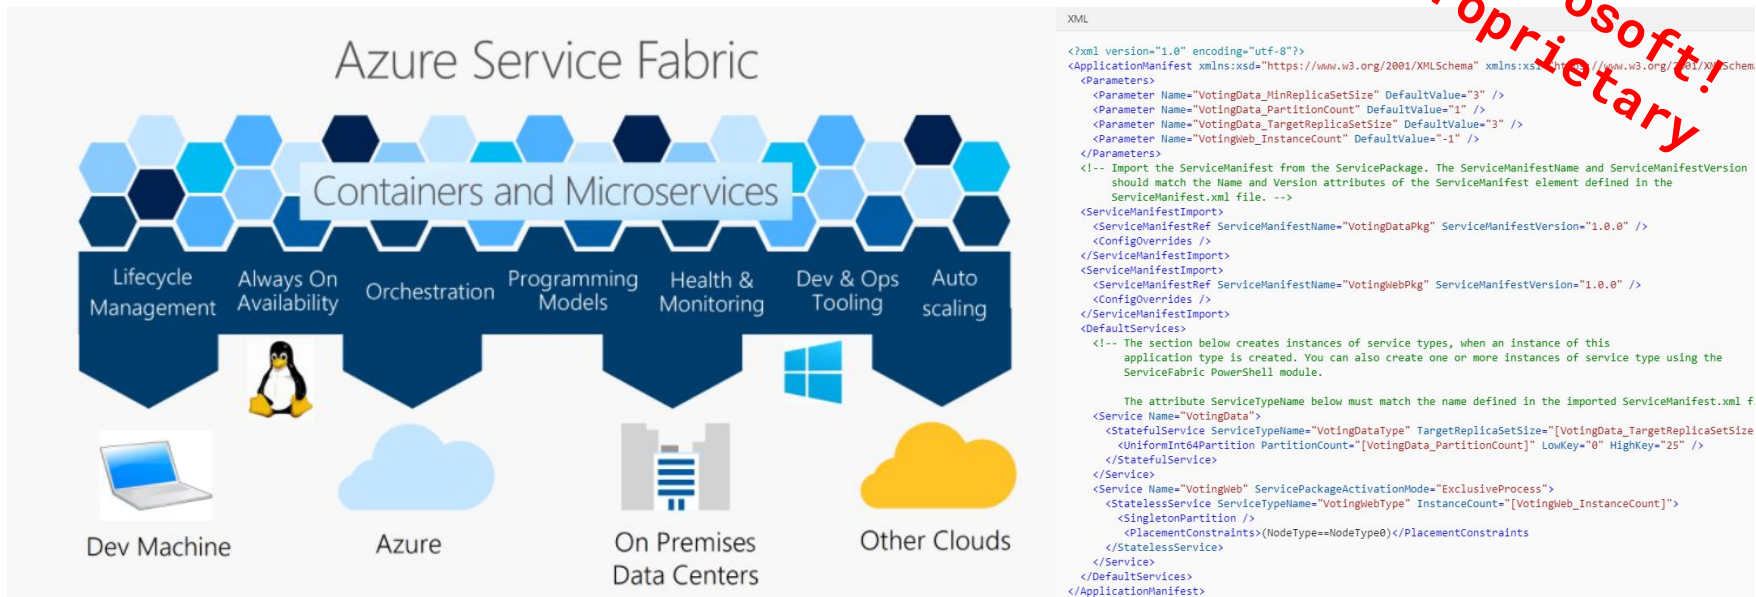 Azure Service Fabric
Containers and Microservices
Lifecycle
Management
Always On
Availability
Orchestration
Programming
Models
Health &
Monitoring
Dev & Ops
Tooling
Auto
scaling
Dev Machine
Azure
On Premises
Data Centers
Other Clouds
XML
<?xml version="1.0" encoding="utf-8"?>
<ApplicationManifest xmlns:xsd="https://www.w3.org/2001/XMLSchema" xmlns:xsi="https://www.w3.org/2001/XMLSchema
<Parameters>
<Parameter Name="VotingData_MinReplicaSetSize" DefaultValue="3" />
<Parameter Name="VotingData_PartitionCount" DefaultValue="1" />
<Parameter Name="VotingData_TargetReplicaSetSize" DefaultValue="3" />
<Parameter Name="VotingWeb_InstanceCount" DefaultValue="-1" />
</Parameters>
<!-- Import the ServiceManifest from the ServicePackage. The ServiceManifestName and ServiceManifestVersion
should match the Name and Version attributes of the ServiceManifest element defined in the
ServiceManifest.xml file. -->
<ServiceManifestImport>
<ServiceManifestRef ServiceManifestName="VotingDataPkg" ServiceManifestVersion="1.0.0" />
<ConfigOverrides />
</ServiceManifestImport>
<ServiceManifestImport>
<ServiceManifestRef ServiceManifestName="VotingWebPkg" ServiceManifestVersion="1.0.0" />
<ConfigOverrides />
</ServiceManifestImport>
<DefaultServices>
<!-- The section below creates instances of service types, when an instance of this
application type is created. You can also create one or more instances of service type using the
ServiceFabric PowerShell module.
The attribute ServiceTypeName below must match the name defined in the imported ServiceManifest.xml f
<Service Name="VotingData">
<StatefulService ServiceTypeName="VotingDataType" TargetReplicaSetSize="[VotingData_TargetReplicaSetSize
<UniformInt64Partition PartitionCount="[VotingData_PartitionCount]" LowKey="0" HighKey="25" />
</StatefulService>
</Service>
<Service Name="VotingWeb" ServicePackageActivationMode="ExclusiveProcess">
<StatelessService ServiceTypeName="VotingWebType" InstanceCount="[VotingWeb_InstanceCount]">
<SingletonPartition />
<PlacementConstraints>(NodeType==NodeType0)</PlacementConstraints
</StatelessService>
</Service>
</DefaultServices>
</ApplicationManifest>
osoft!
oprietary